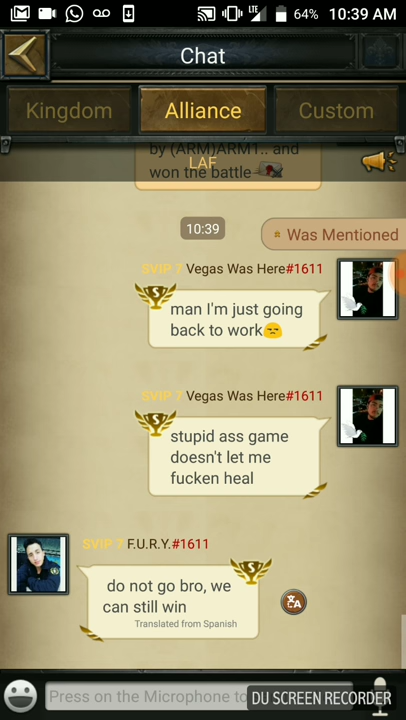 LTE 64% 10:39 AM
Chat
Kingdom Alliance Custom
by (ARM)ARM1.. and
LAF
won the battle
10:39
Was Mentioned
SVIP 7 Vegas Was Here#1611
man I'm just going
back to work
SVIP 7 Vegas Was Here#1611
stupid ass game
doesn't let me
fucken heal
SVIP 7 F.U.R.Y.#1611
do not go bro, we
can still win
Translated from Spanish
Press on the Microphone to
DU SCREEN RECORDER